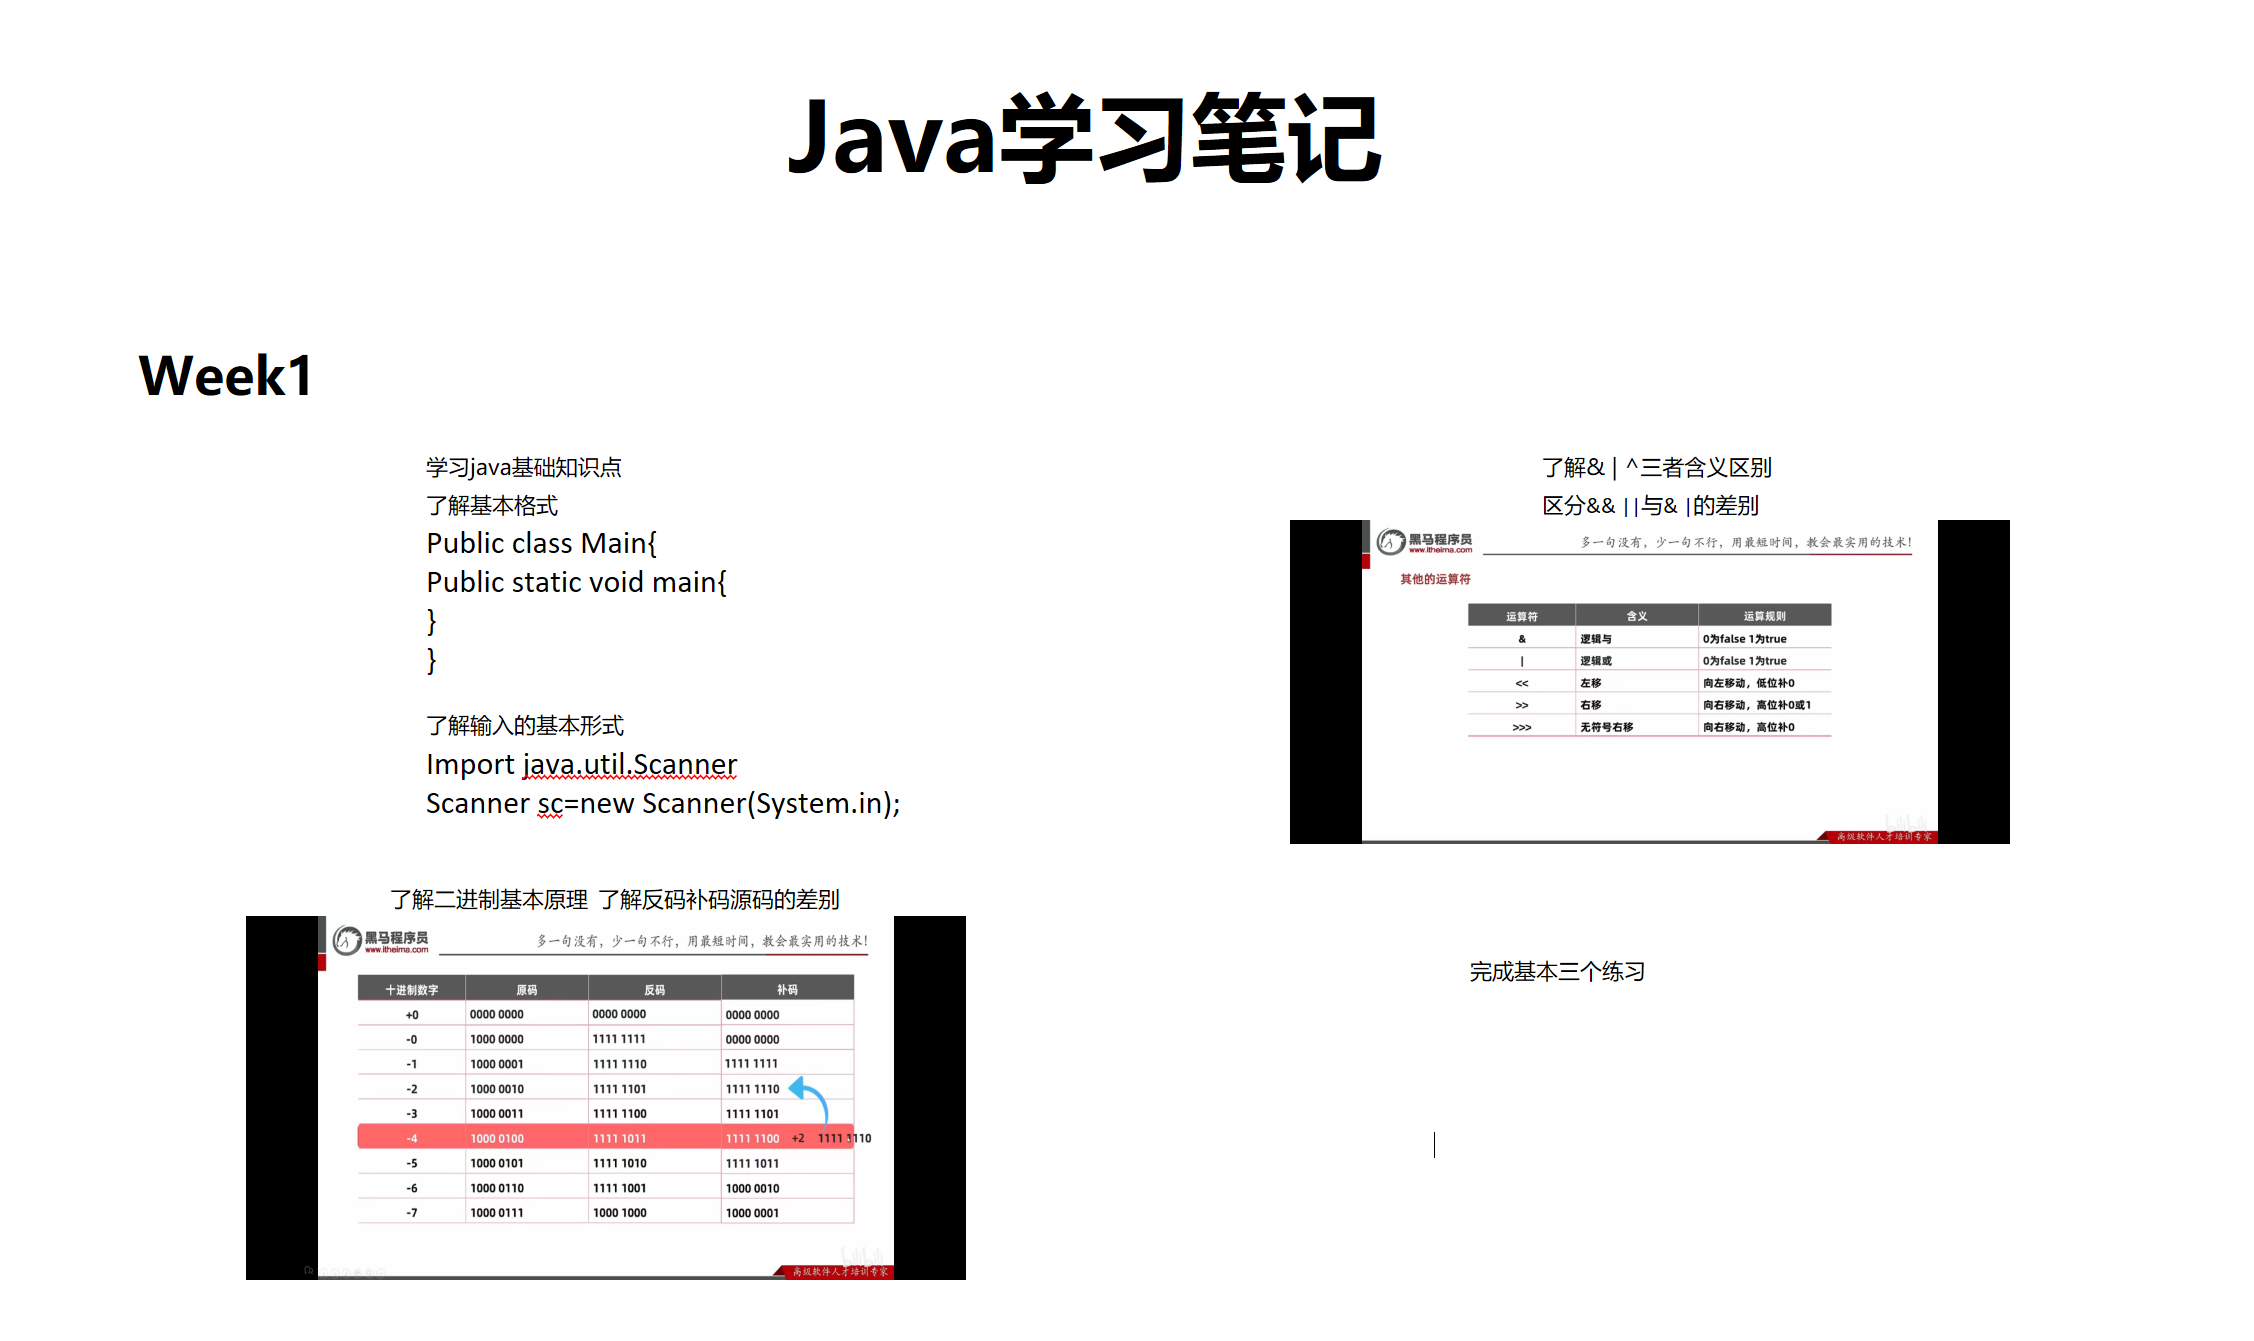 Java学习笔记
Week1
学习java基础知识点
了解基本格式
Public class Main{
Public static void main{
}
}
了解输入的基本形式
Import java.util.Scanner
Scanner sc=new Scanner(System.in);
了解二进制基本原理 了解反码补码源码的差别
黑马程序员
www.itheima.com
多一句没有，少一句不行，用最短时间，教会最实用的技术！
十进制数字 原码 反码 补码
+0 0000 0000 0000 0000 0000 0000
-0 1000 0000 1111 1111 0000 0000
-1 1000 0001 1111 1110 1111 1111
-2 1000 0010 1111 1101 1111 1110
-3 1000 0011 1111 1100 1111 1101
-4 1000 0100 1111 1011 1111 1100 +2 1111 1110
-5 1000 0101 1111 1010 1111 1011
-6 1000 0110 1111 1001 1000 0010
-7 1000 0111 1000 1000 1000 0001
bilibili
高级软件人才培训专家
了解& | ^三者含义区别
区分&& ||与& |的差别
黑马程序员
www.itheima.com
多一句没有，少一句不行，用最短时间，教会最实用的技术！
其他的运算符
运算符 含义 运算规则
& 逻辑与 0为false 1为true
| 逻辑或 0为false 1为true
<< 左移 向左移动，低位补0
>> 右移 向右移动，高位补0或1
>>> 无符号右移 向右移动，高位补0
bilibili
高级软件人才培训专家
完成基本三个练习